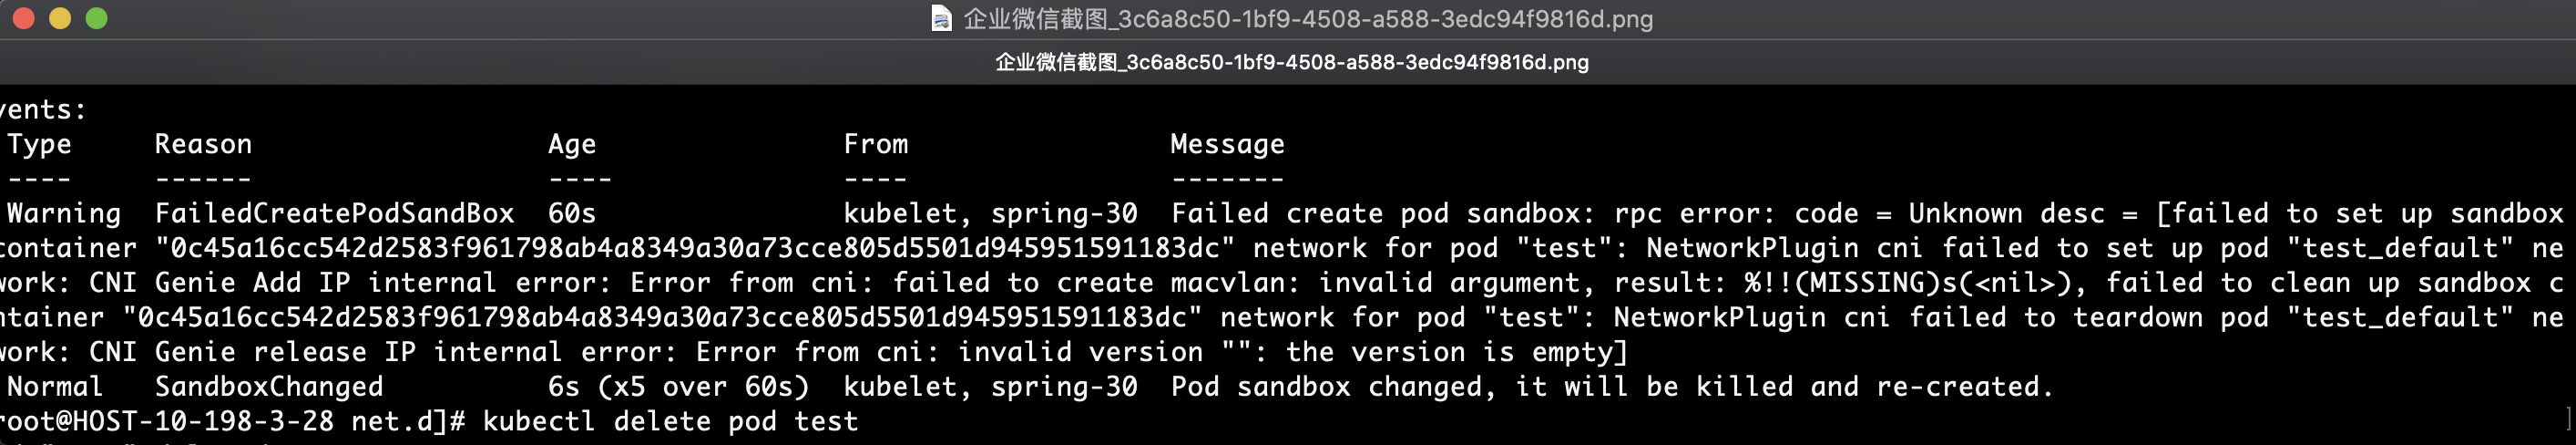 企业微信截图_3c6a8c50-1bf9-4508-a588-3edc94f9816d.png
企业微信截图_3c6a8c50-1bf9-4508-a588-3edc94f9816d.png
vents:
Type Reason Age From Message
---- ------ ---- ---- -------
Warning FailedCreatePodSandBox 60s kubelet, spring-30 Failed create pod sandbox: rpc error: code = Unknown desc = [failed to set up sandbox
container "0c45a16cc542d2583f961798ab4a8349a30a73cce805d5501d945951591183dc" network for pod "test": NetworkPlugin cni failed to set up pod "test_default" ne
work: CNI Genie Add IP internal error: Error from cni: failed to create macvlan: invalid argument, result: %!!(MISSING)s(<nil>), failed to clean up sandbox c
ntainer "0c45a16cc542d2583f961798ab4a8349a30a73cce805d5501d945951591183dc" network for pod "test": NetworkPlugin cni failed to teardown pod "test_default" ne
work: CNI Genie release IP internal error: Error from cni: invalid version "": the version is empty]
Normal SandboxChanged 6s (x5 over 60s) kubelet, spring-30 Pod sandbox changed, it will be killed and re-created.
root@HOST-10-198-3-28 net.d]# kubectl delete pod test ]